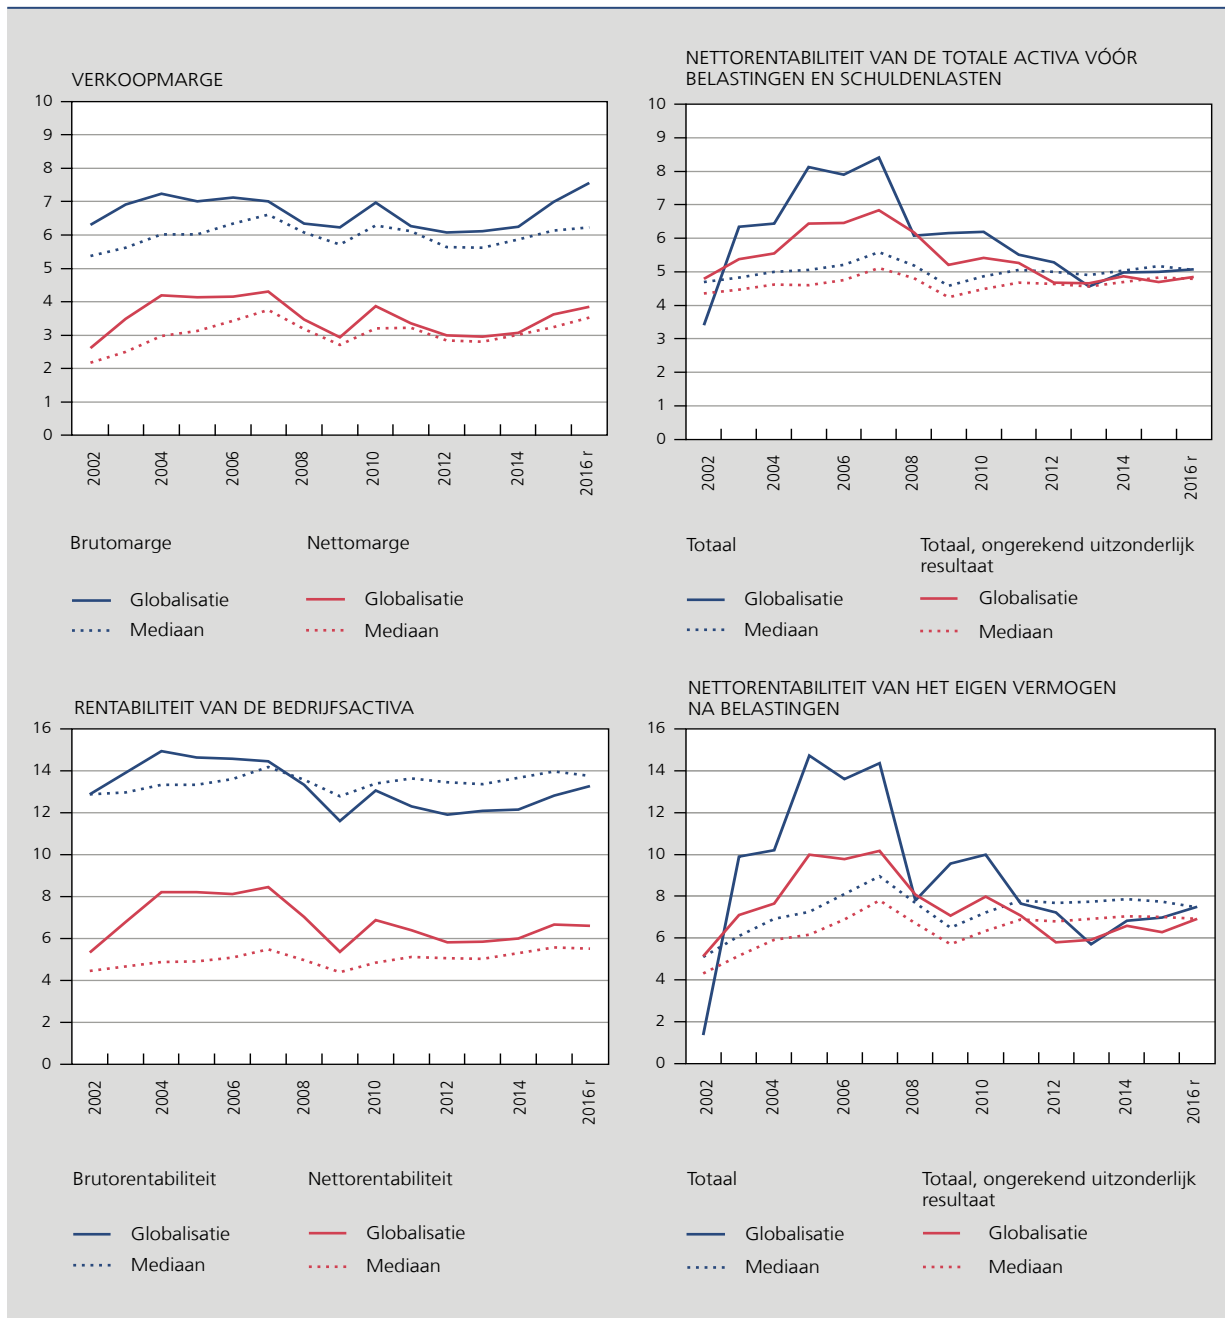 VERKOOPMARGE
10
9
8
7
6
5
4
3
2
1
0
2002
2004
2006
2008
2010
2012
2014
2016 r
Brutomarge
Nettomarge
Globalisatie
Globalisatie
Mediaan
Mediaan
NETTORENTABILITEIT VAN DE TOTALE ACTIVA VÓÓR
BELASTINGEN EN SCHULDENLASTEN
10
9
8
7
6
5
4
3
2
1
0
2002
2004
2006
2008
2010
2012
2014
2016 r
Totaal
Totaal, ongerekend uitzonderlijk
resultaat
Globalisatie
Globalisatie
Mediaan
Mediaan
RENTABILITEIT VAN DE BEDRIJFSACTIVA
16
14
12
10
8
6
4
2
0
2002
2004
2006
2008
2010
2012
2014
2016 r
Brutorentabiliteit
Nettorentabiliteit
Globalisatie
Globalisatie
Mediaan
Mediaan
NETTORENTABILITEIT VAN HET EIGEN VERMOGEN
NA BELASTINGEN
16
14
12
10
8
6
4
2
0
2002
2004
2006
2008
2010
2012
2014
2016 r
Totaal
Totaal, ongerekend uitzonderlijk
resultaat
Globalisatie
Globalisatie
Mediaan
Mediaan